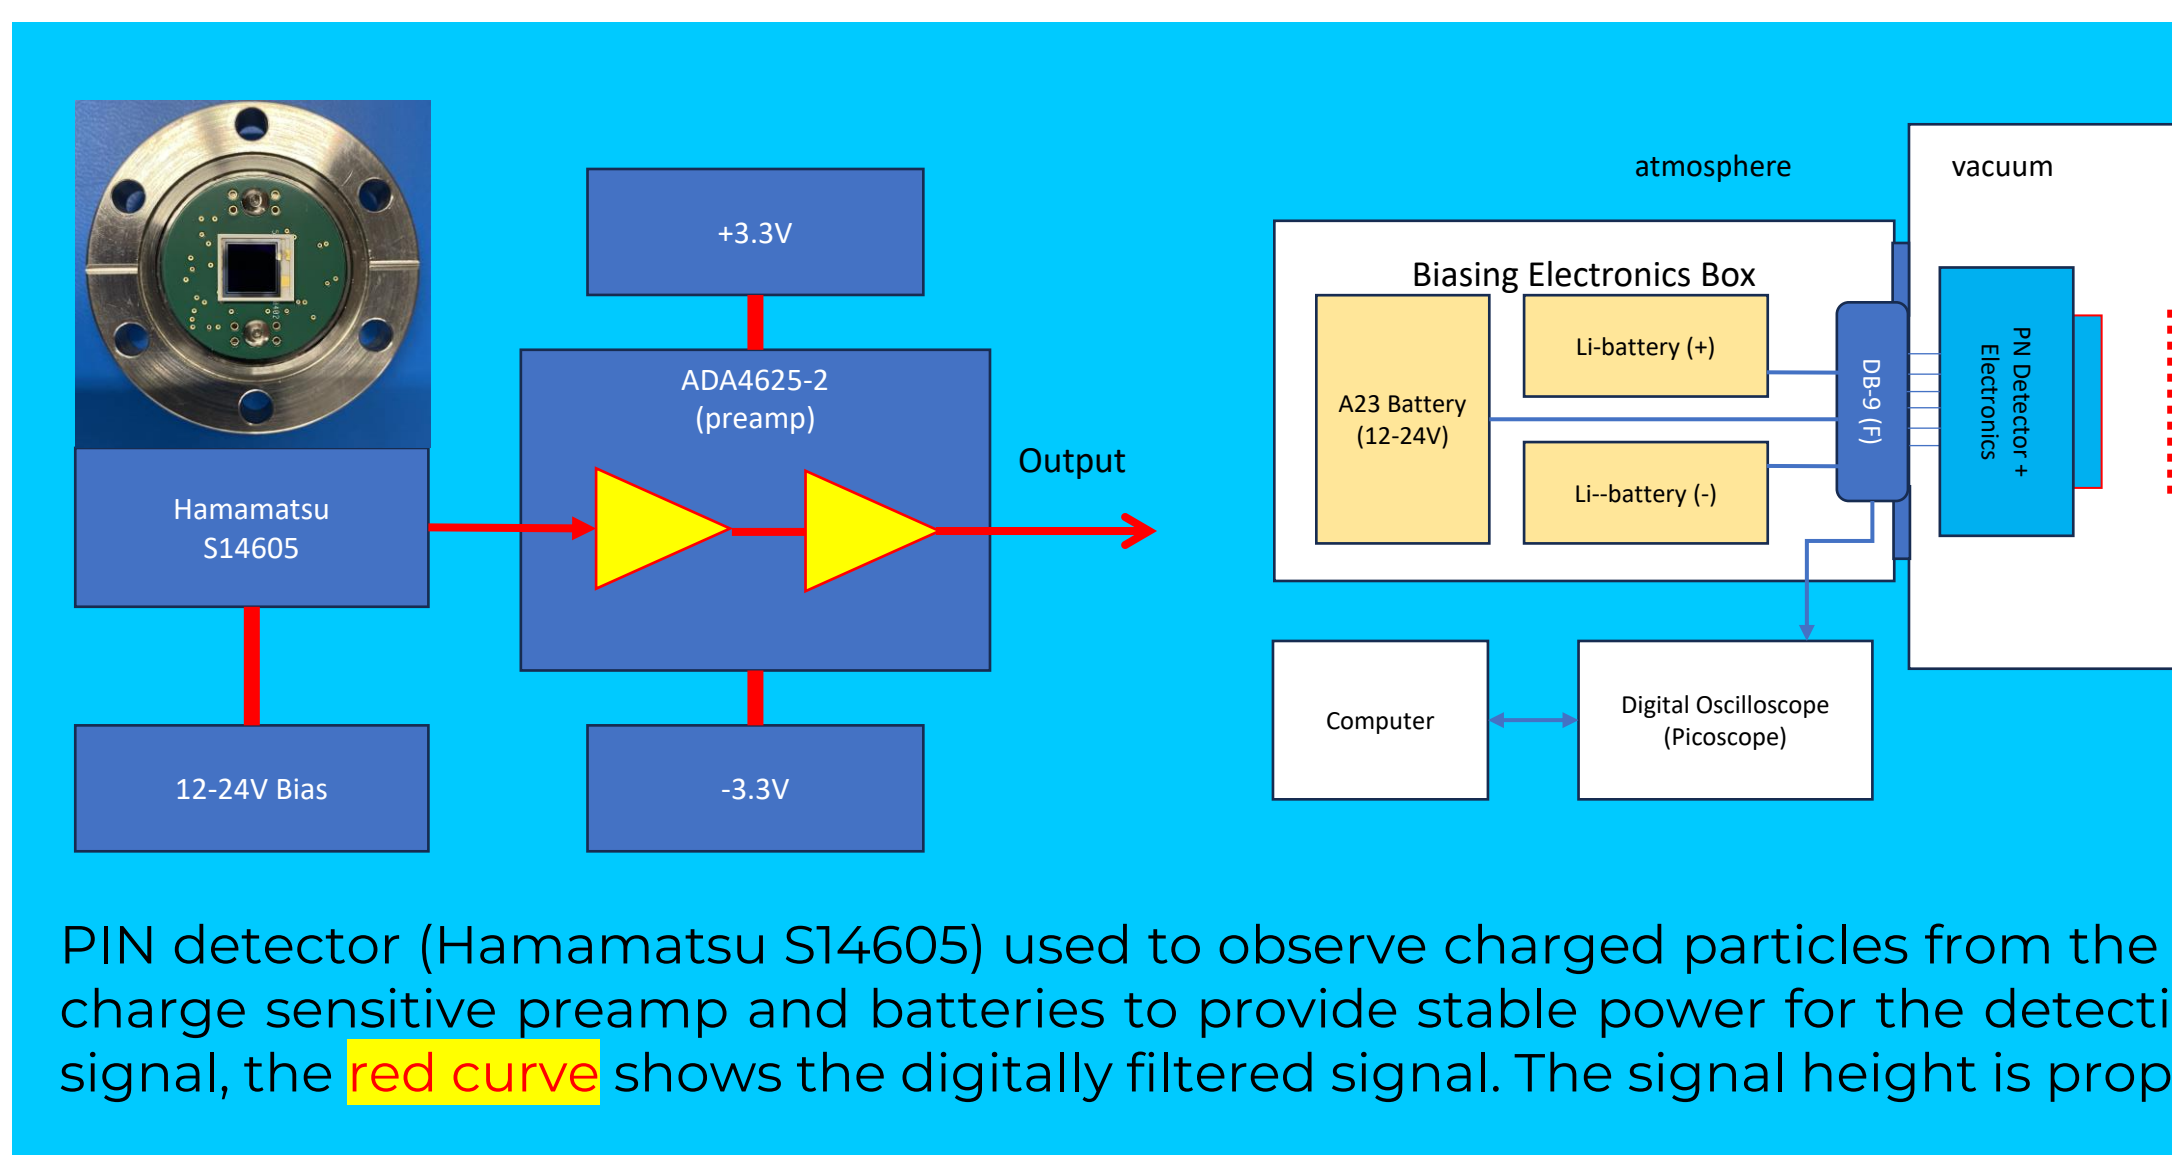 +3.3V
ADA4625-2
(preamp)
Output
Hamamatsu
S14605
12-24V Bias
-3.3V
atmosphere
vacuum
Biasing Electronics Box
A23 Battery
(12-24V)
Li-battery (+)
Li--battery (-)
DB-9 (F)
PN Detector +
Electronics
Computer
Digital Oscilloscope
(Picoscope)
PIN detector (Hamamatsu S14605) used to observe charged particles from the
charge sensitive preamp and batteries to provide stable power for the detecti
signal, the red curve shows the digitally filtered signal. The signal height is prop